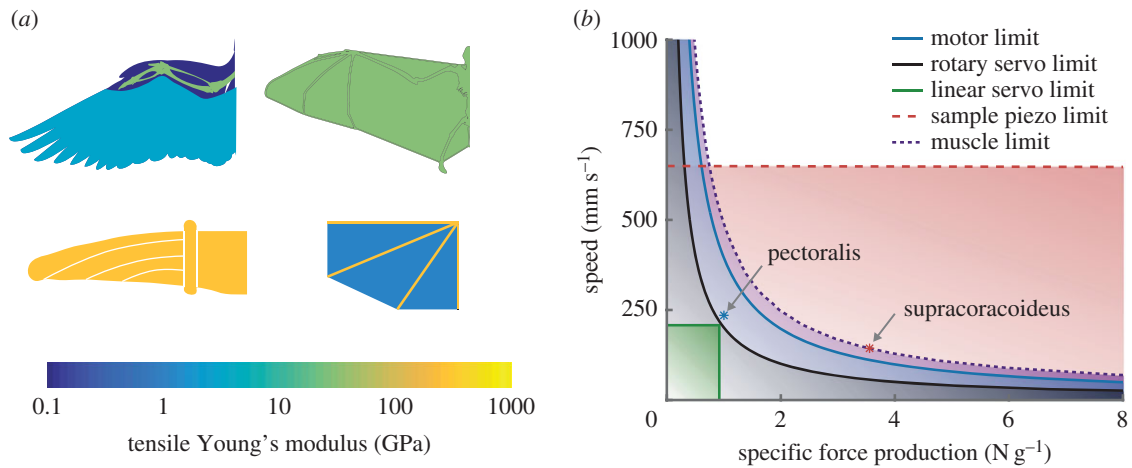 (a)
0.1 1 10 100 1000
tensile Young's modulus (GPa)
(b)
motor limit
rotary servo limit
linear servo limit
sample piezo limit
muscle limit
1000
750
500
250
0 2 4 6 8
speed (mm s⁻¹)
pectoralis
supracoracoideus
specific force production (N g⁻¹)